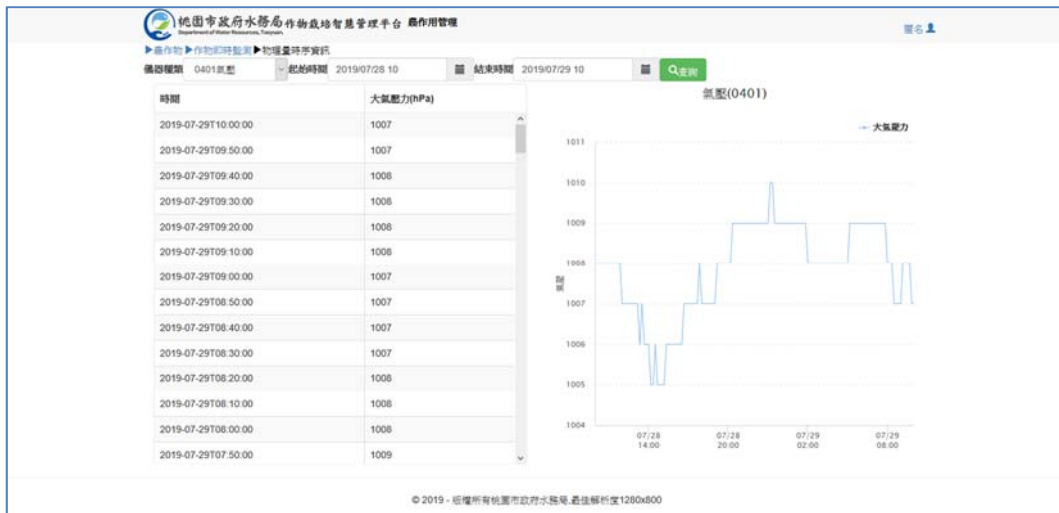 桃園市政府水務局作物栽培智慧管理平台 農作用管理
Department of Water Resources, Taoyuan.
匿名
▶農作物▶作物即時監測▶物理量時序資訊
儀器種類 0401氣壓 起始時間 2019/07/28 10 結束時間 2019/07/29 10 查詢
時間 大氣壓力(hPa)
2019-07-29T10:00:00 1007
2019-07-29T09:50:00 1007
2019-07-29T09:40:00 1008
2019-07-29T09:30:00 1008
2019-07-29T09:20:00 1008
2019-07-29T09:10:00 1008
2019-07-29T09:00:00 1007
2019-07-29T08:50:00 1007
2019-07-29T08:40:00 1007
2019-07-29T08:30:00 1007
2019-07-29T08:20:00 1008
2019-07-29T08:10:00 1008
2019-07-29T08:00:00 1008
2019-07-29T07:50:00 1009
氣壓(0401)
大氣壓力
1011
1010
1009
1008
氣壓
1007
1006
1005
1004
07/28 07/28 07/29 07/29
14:00 20:00 02:00 08:00
© 2019 - 版權所有桃園市政府水務局.最佳解析度1280x800